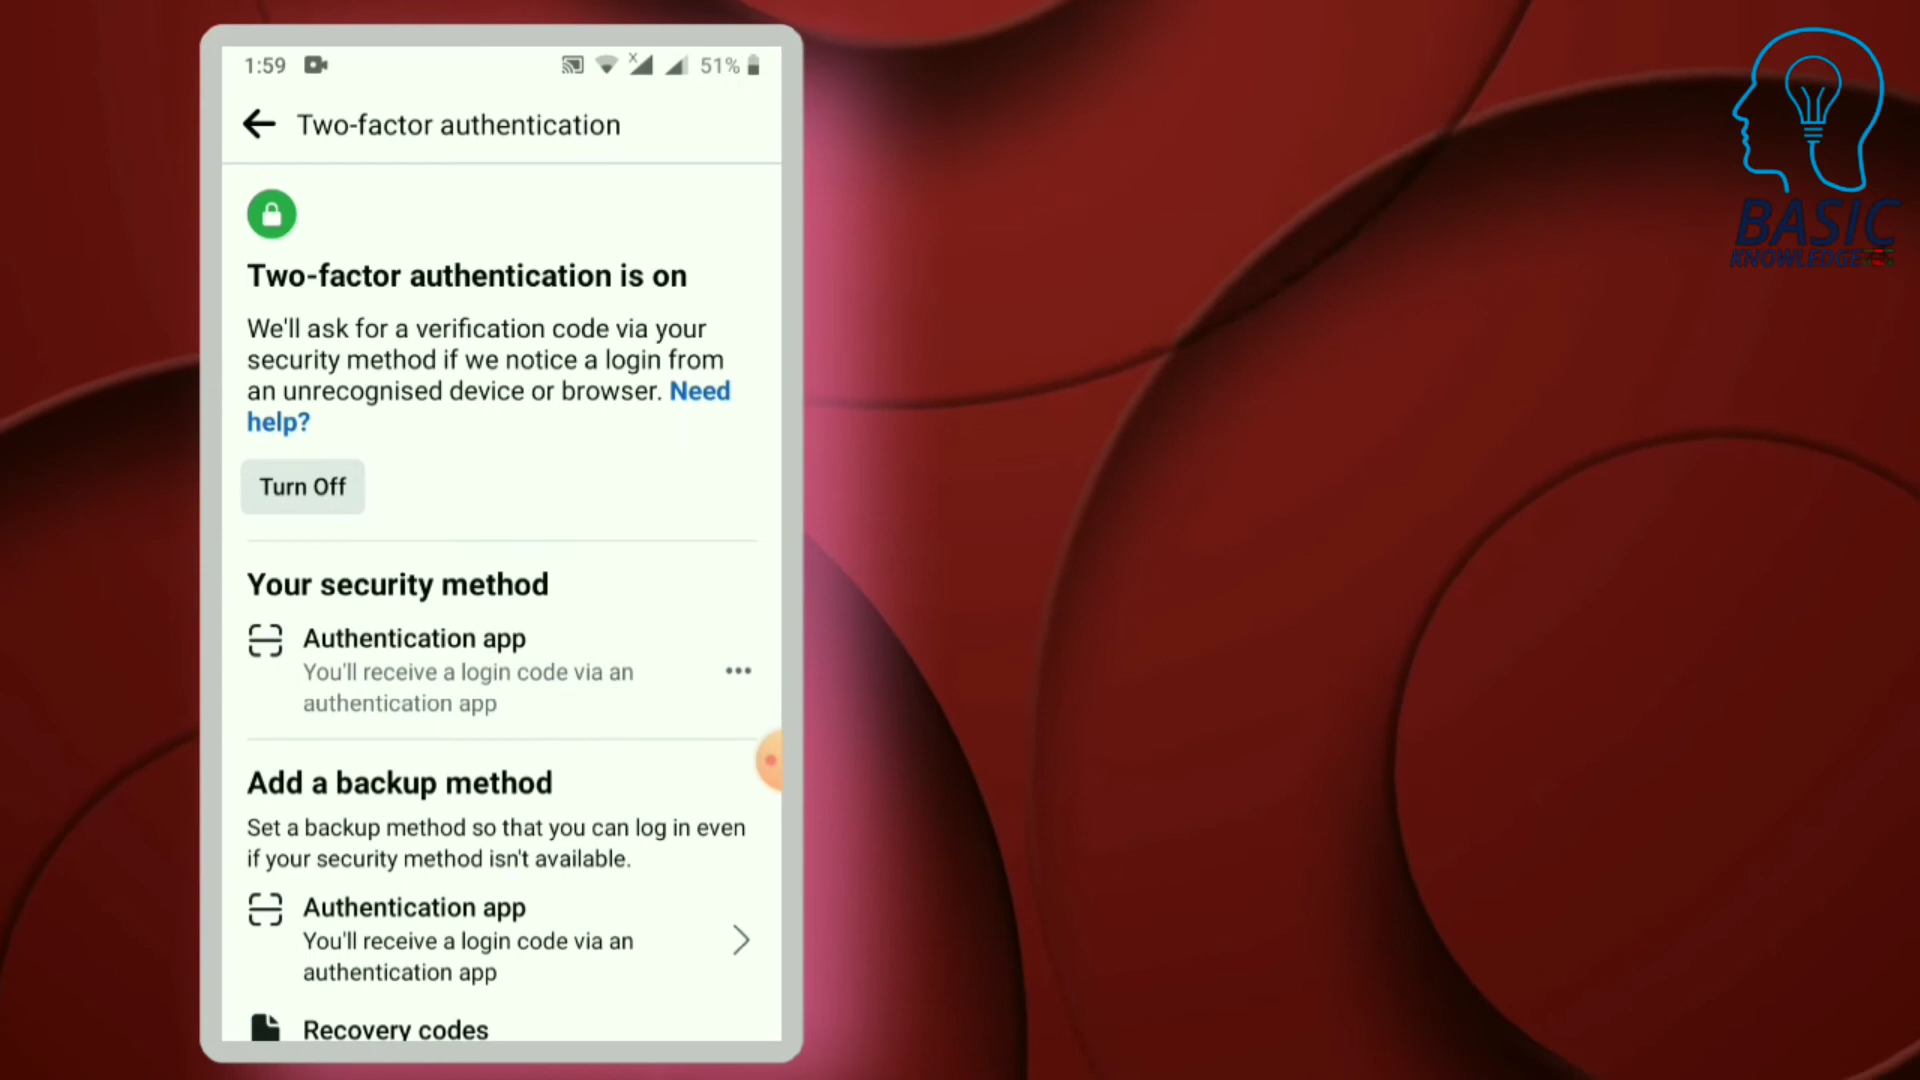 1:59
51%
Two-factor authentication
Two-factor authentication is on
We'll ask for a verification code via your
security method if we notice a login from
an unrecognised device or browser. Need
help?
Turn Off
Your security method
Authentication app
You'll receive a login code via an
authentication app
Add a backup method
Set a backup method so that you can log in even
if your security method isn't available.
Authentication app
You'll receive a login code via an
authentication app
Recovery codes
BASIC
KNOWLEDGE